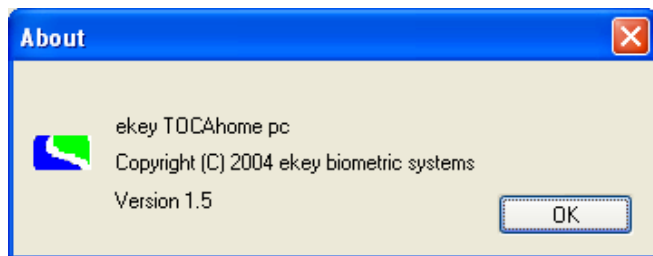 About
ekey TOCAhome pc
Copyright (C) 2004 ekey biometric systems
Version 1.5
OK